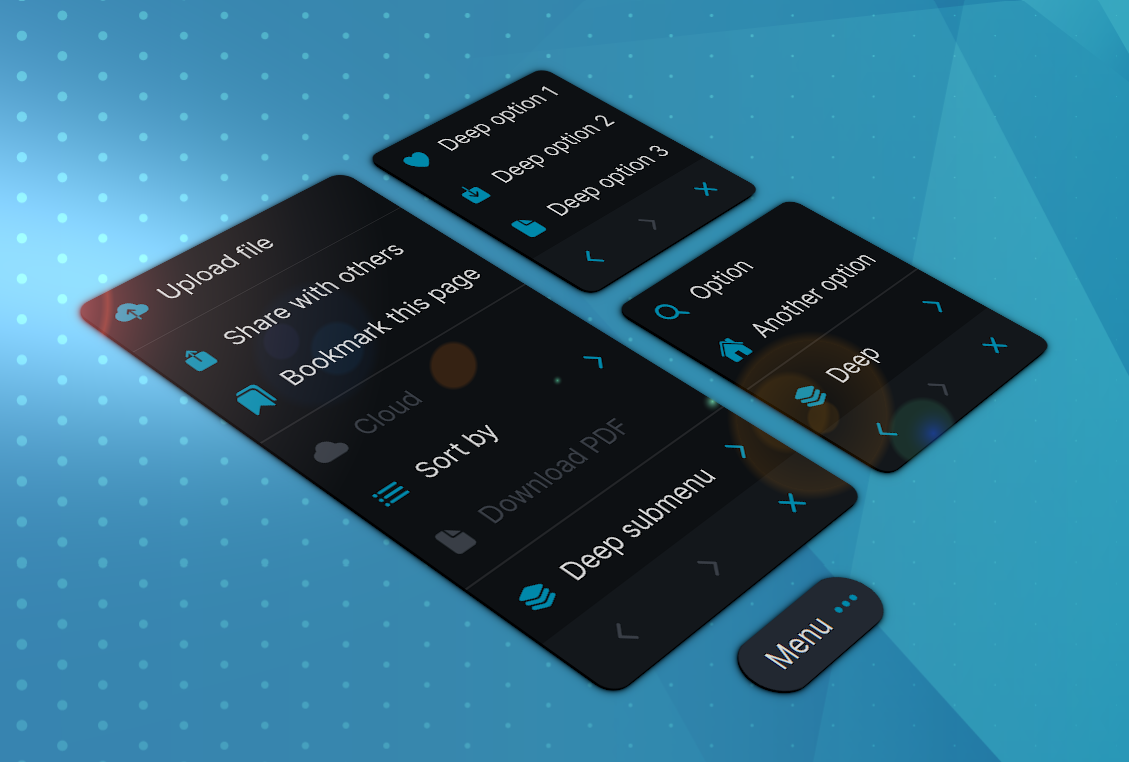 Deep option 1
Deep option 2
Deep option 3
Upload file
Share with others
Bookmark this page
Cloud
Sort by
Download PDF
Deep submenu
Option
Another option
Deep
Menu